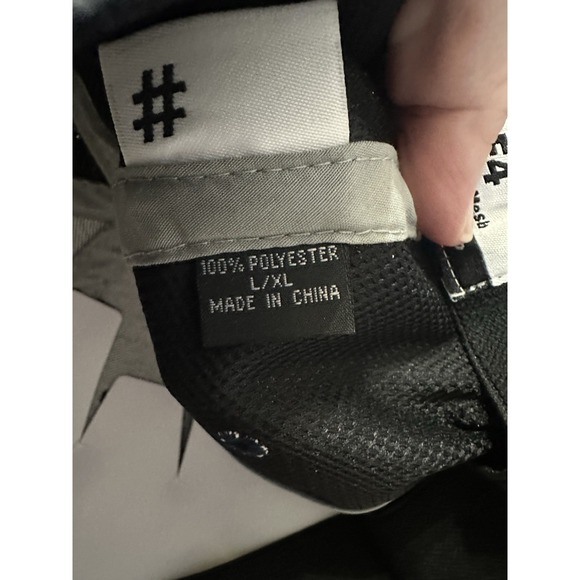 #
100% POLYESTER
L/XL
MADE IN CHINA